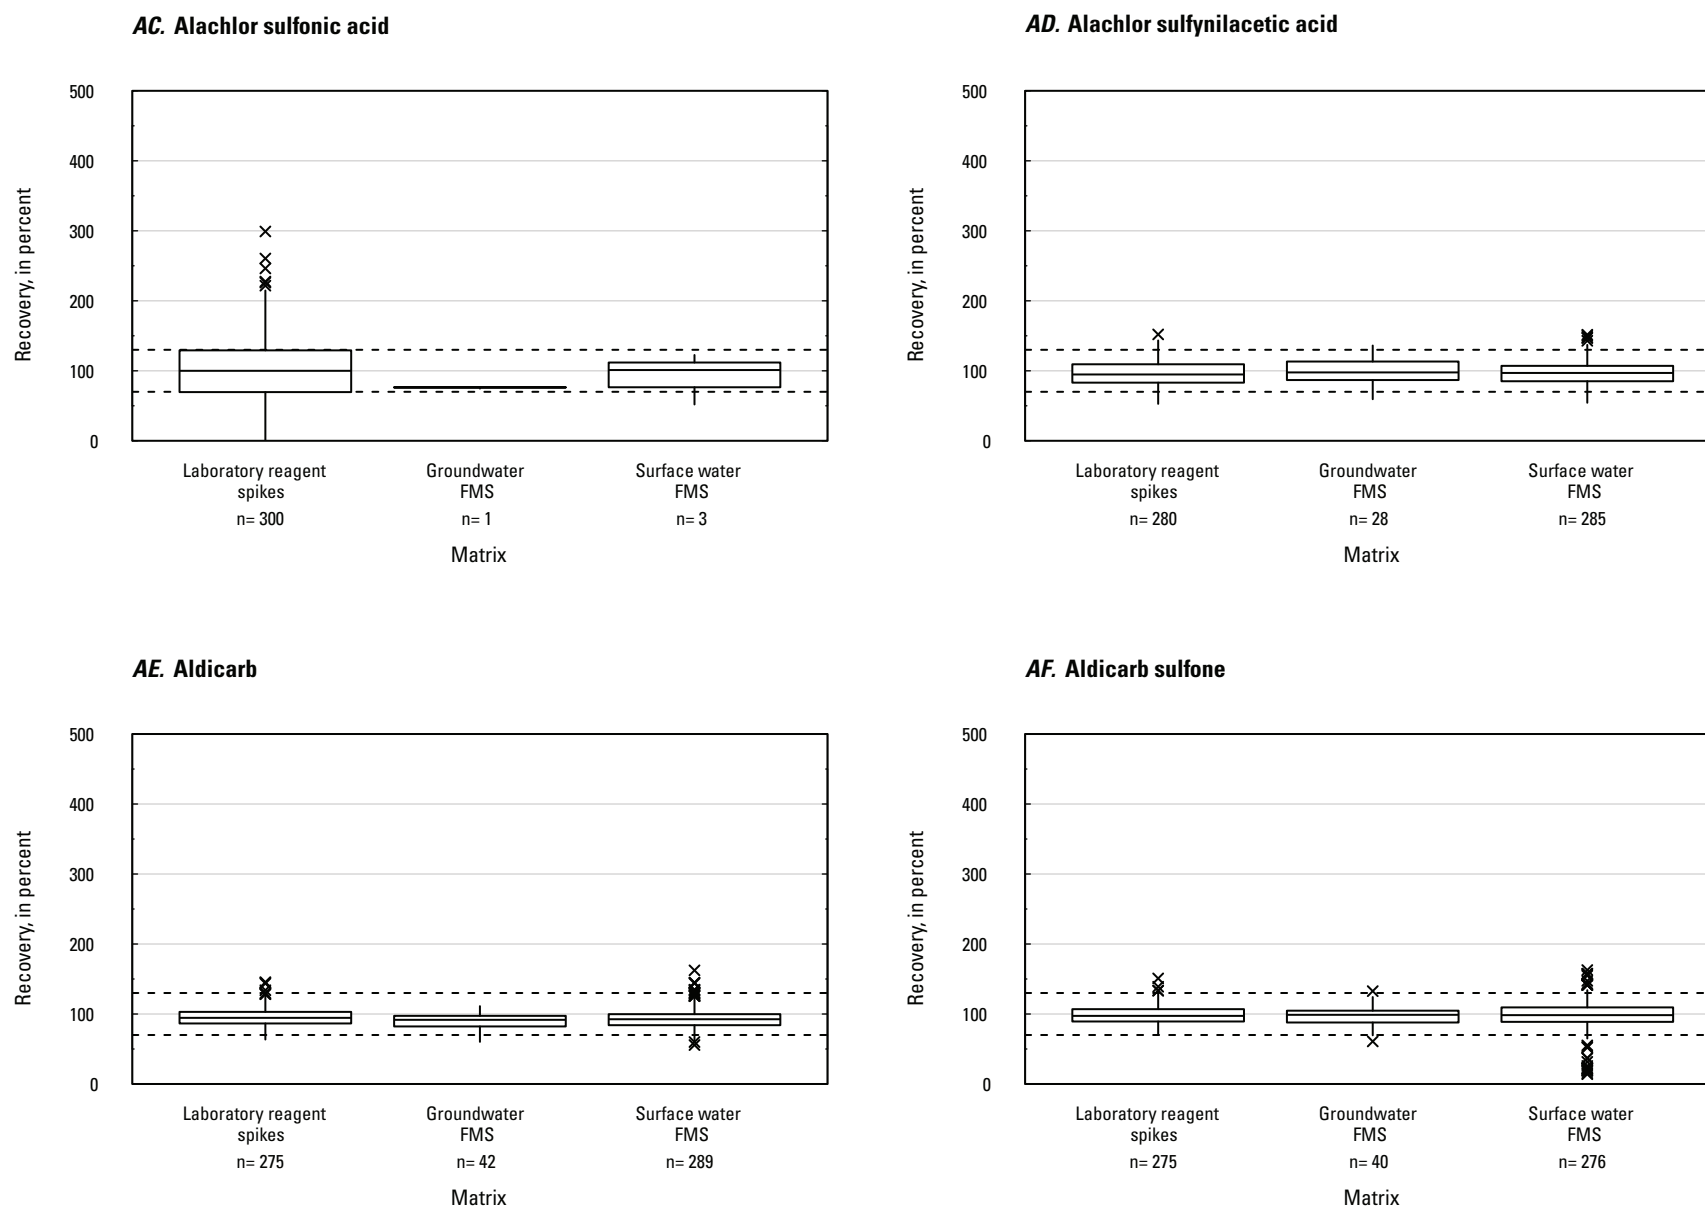 AC. Alachlor sulfonic acid
500
400
300
200
100
0
Recovery, in percent
Laboratory reagent
spikes
n= 300
Groundwater
FMS
n= 1
Surface water
FMS
n= 3
Matrix
AD. Alachlor sulfynilacetic acid
500
400
300
200
100
0
Recovery, in percent
Laboratory reagent
spikes
n= 280
Groundwater
FMS
n= 28
Surface water
FMS
n= 285
Matrix
AE. Aldicarb
500
400
300
200
100
0
Recovery, in percent
Laboratory reagent
spikes
n= 275
Groundwater
FMS
n= 42
Surface water
FMS
n= 289
Matrix
AF. Aldicarb sulfone
500
400
300
200
100
0
Recovery, in percent
Laboratory reagent
spikes
n= 275
Groundwater
FMS
n= 40
Surface water
FMS
n= 276
Matrix